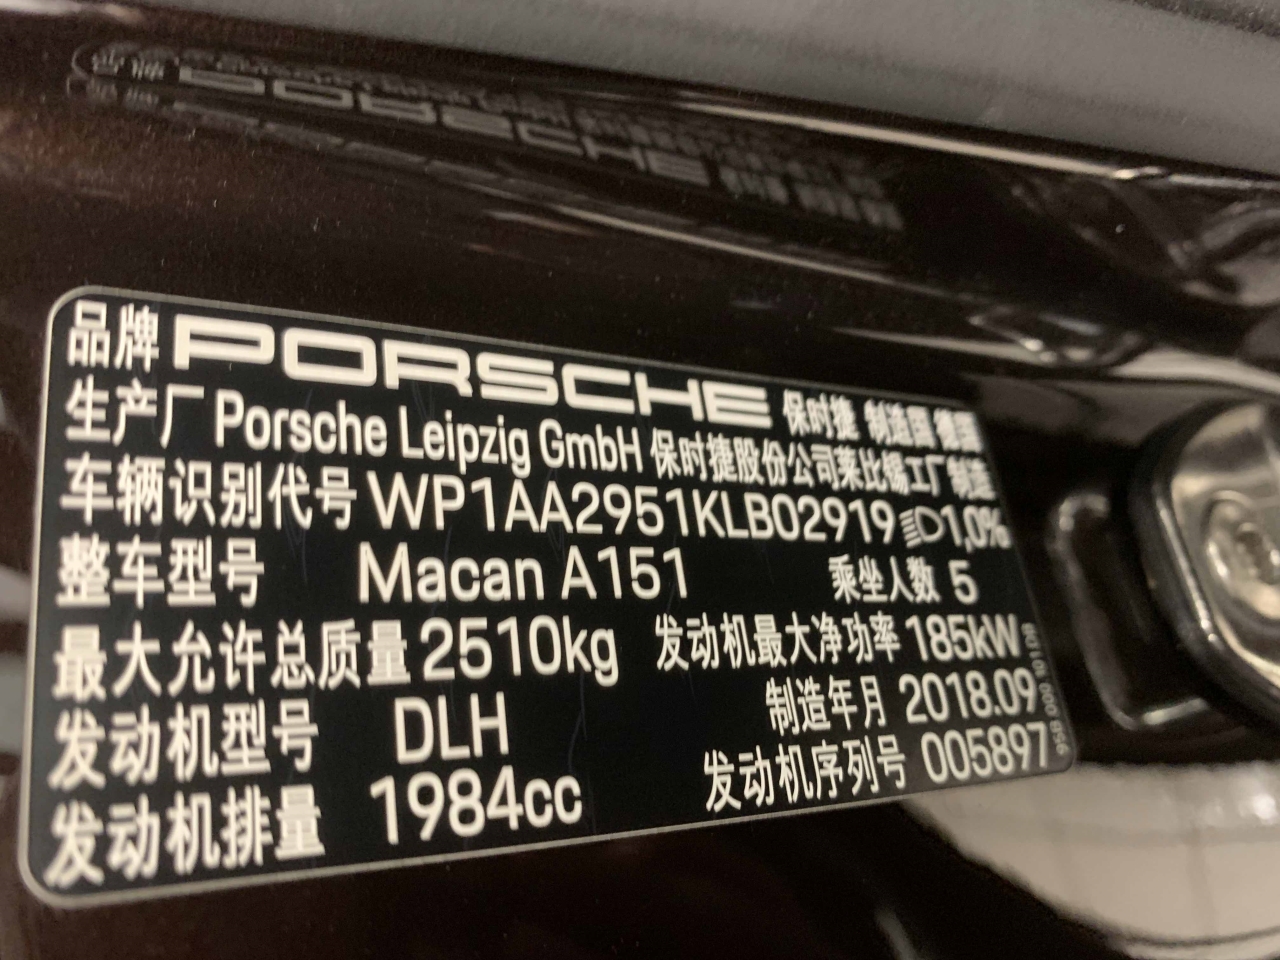 品牌 PORSCHE 保时捷 制造国 德国
生产厂 Porsche Leipzig GmbH 保时捷股份公司莱比锡工厂制造
车辆识别代号 WP1AA2951KLB02919 1,0%
整车型号 Macan A151 乘坐人数 5
最大允许总质量 2510kg 发动机最大净功率 185kW
发动机型号 DLH 制造年月 2018.09
发动机排量 1984cc 发动机序列号 005897